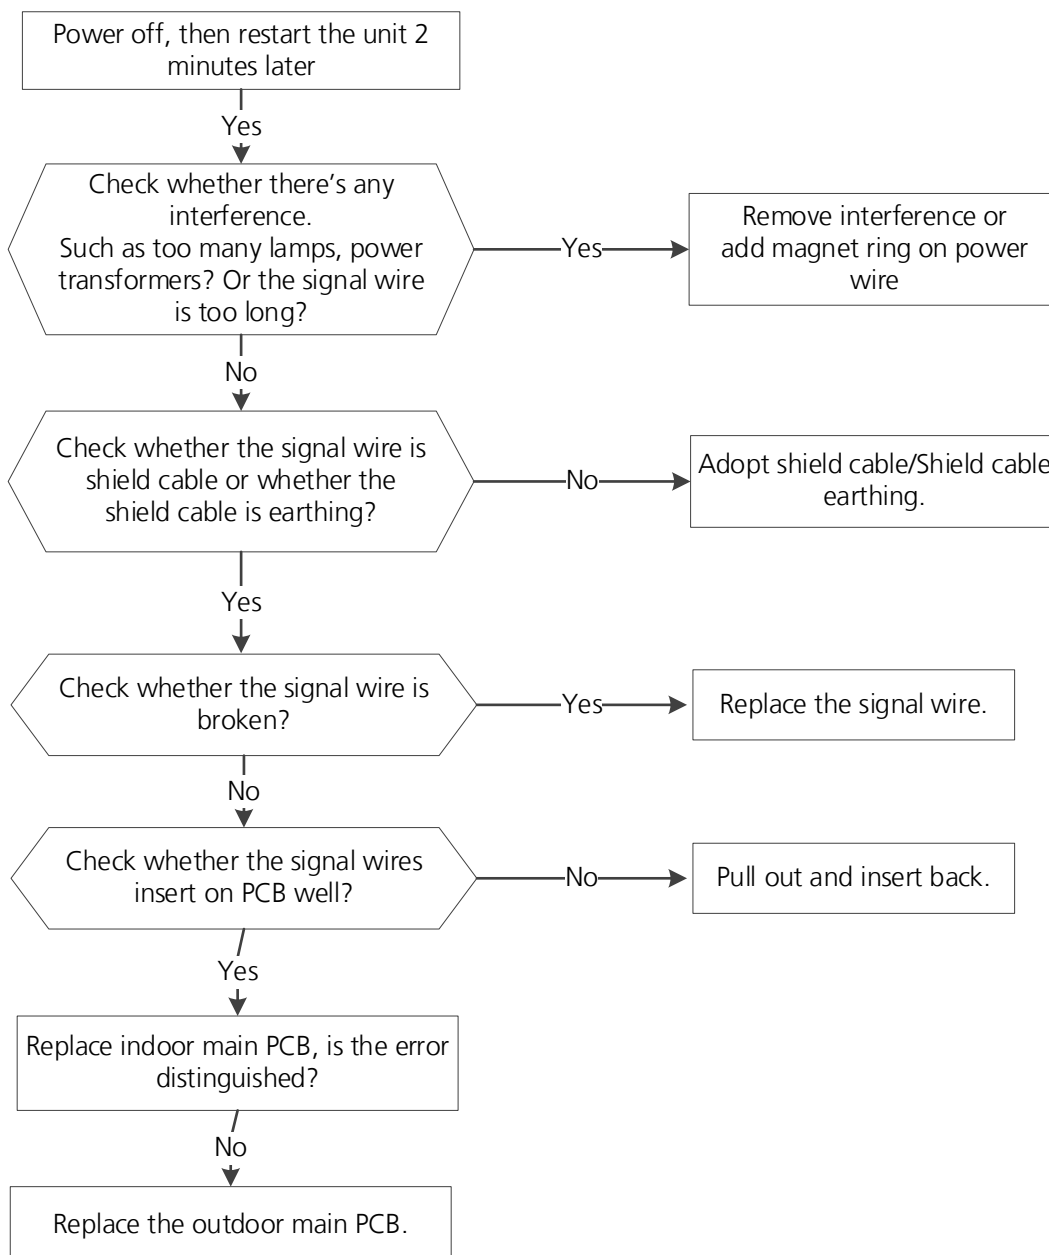 Power off, then restart the unit 2
minutes later
Yes
Check whether there’s any
interference.
Such as too many lamps, power
transformers? Or the signal wire
is too long?
Yes
Remove interference or
add magnet ring on power
wire
No
Check whether the signal wire is
shield cable or whether the
shield cable is earthing?
No
Adopt shield cable/Shield cable
earthing.
Yes
Check whether the signal wire is
broken?
Yes
Replace the signal wire.
No
Check whether the signal wires
insert on PCB well?
No
Pull out and insert back.
Yes
Replace indoor main PCB, is the error
distinguished?
No
Replace the outdoor main PCB.